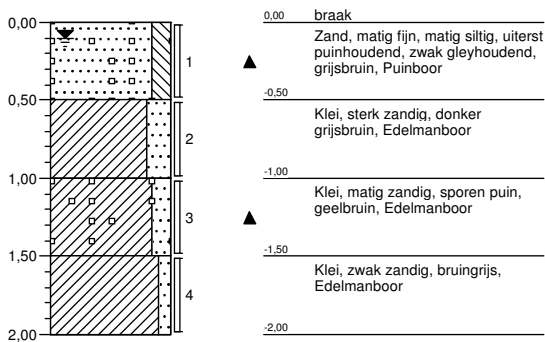 0,00
0,50
1,00
1,50
2,00
1
2
3
4
0,00 braak
Zand, matig fijn, matig siltig, uiterst
puinhoudend, zwak gleyhoudend,
grijsbruin, Puinboor
-0,50
Klei, sterk zandig, donker
grijsbruin, Edelmanboor
-1,00
Klei, matig zandig, sporen puin,
geelbruin, Edelmanboor
-1,50
Klei, zwak zandig, bruingrijs,
Edelmanboor
-2,00